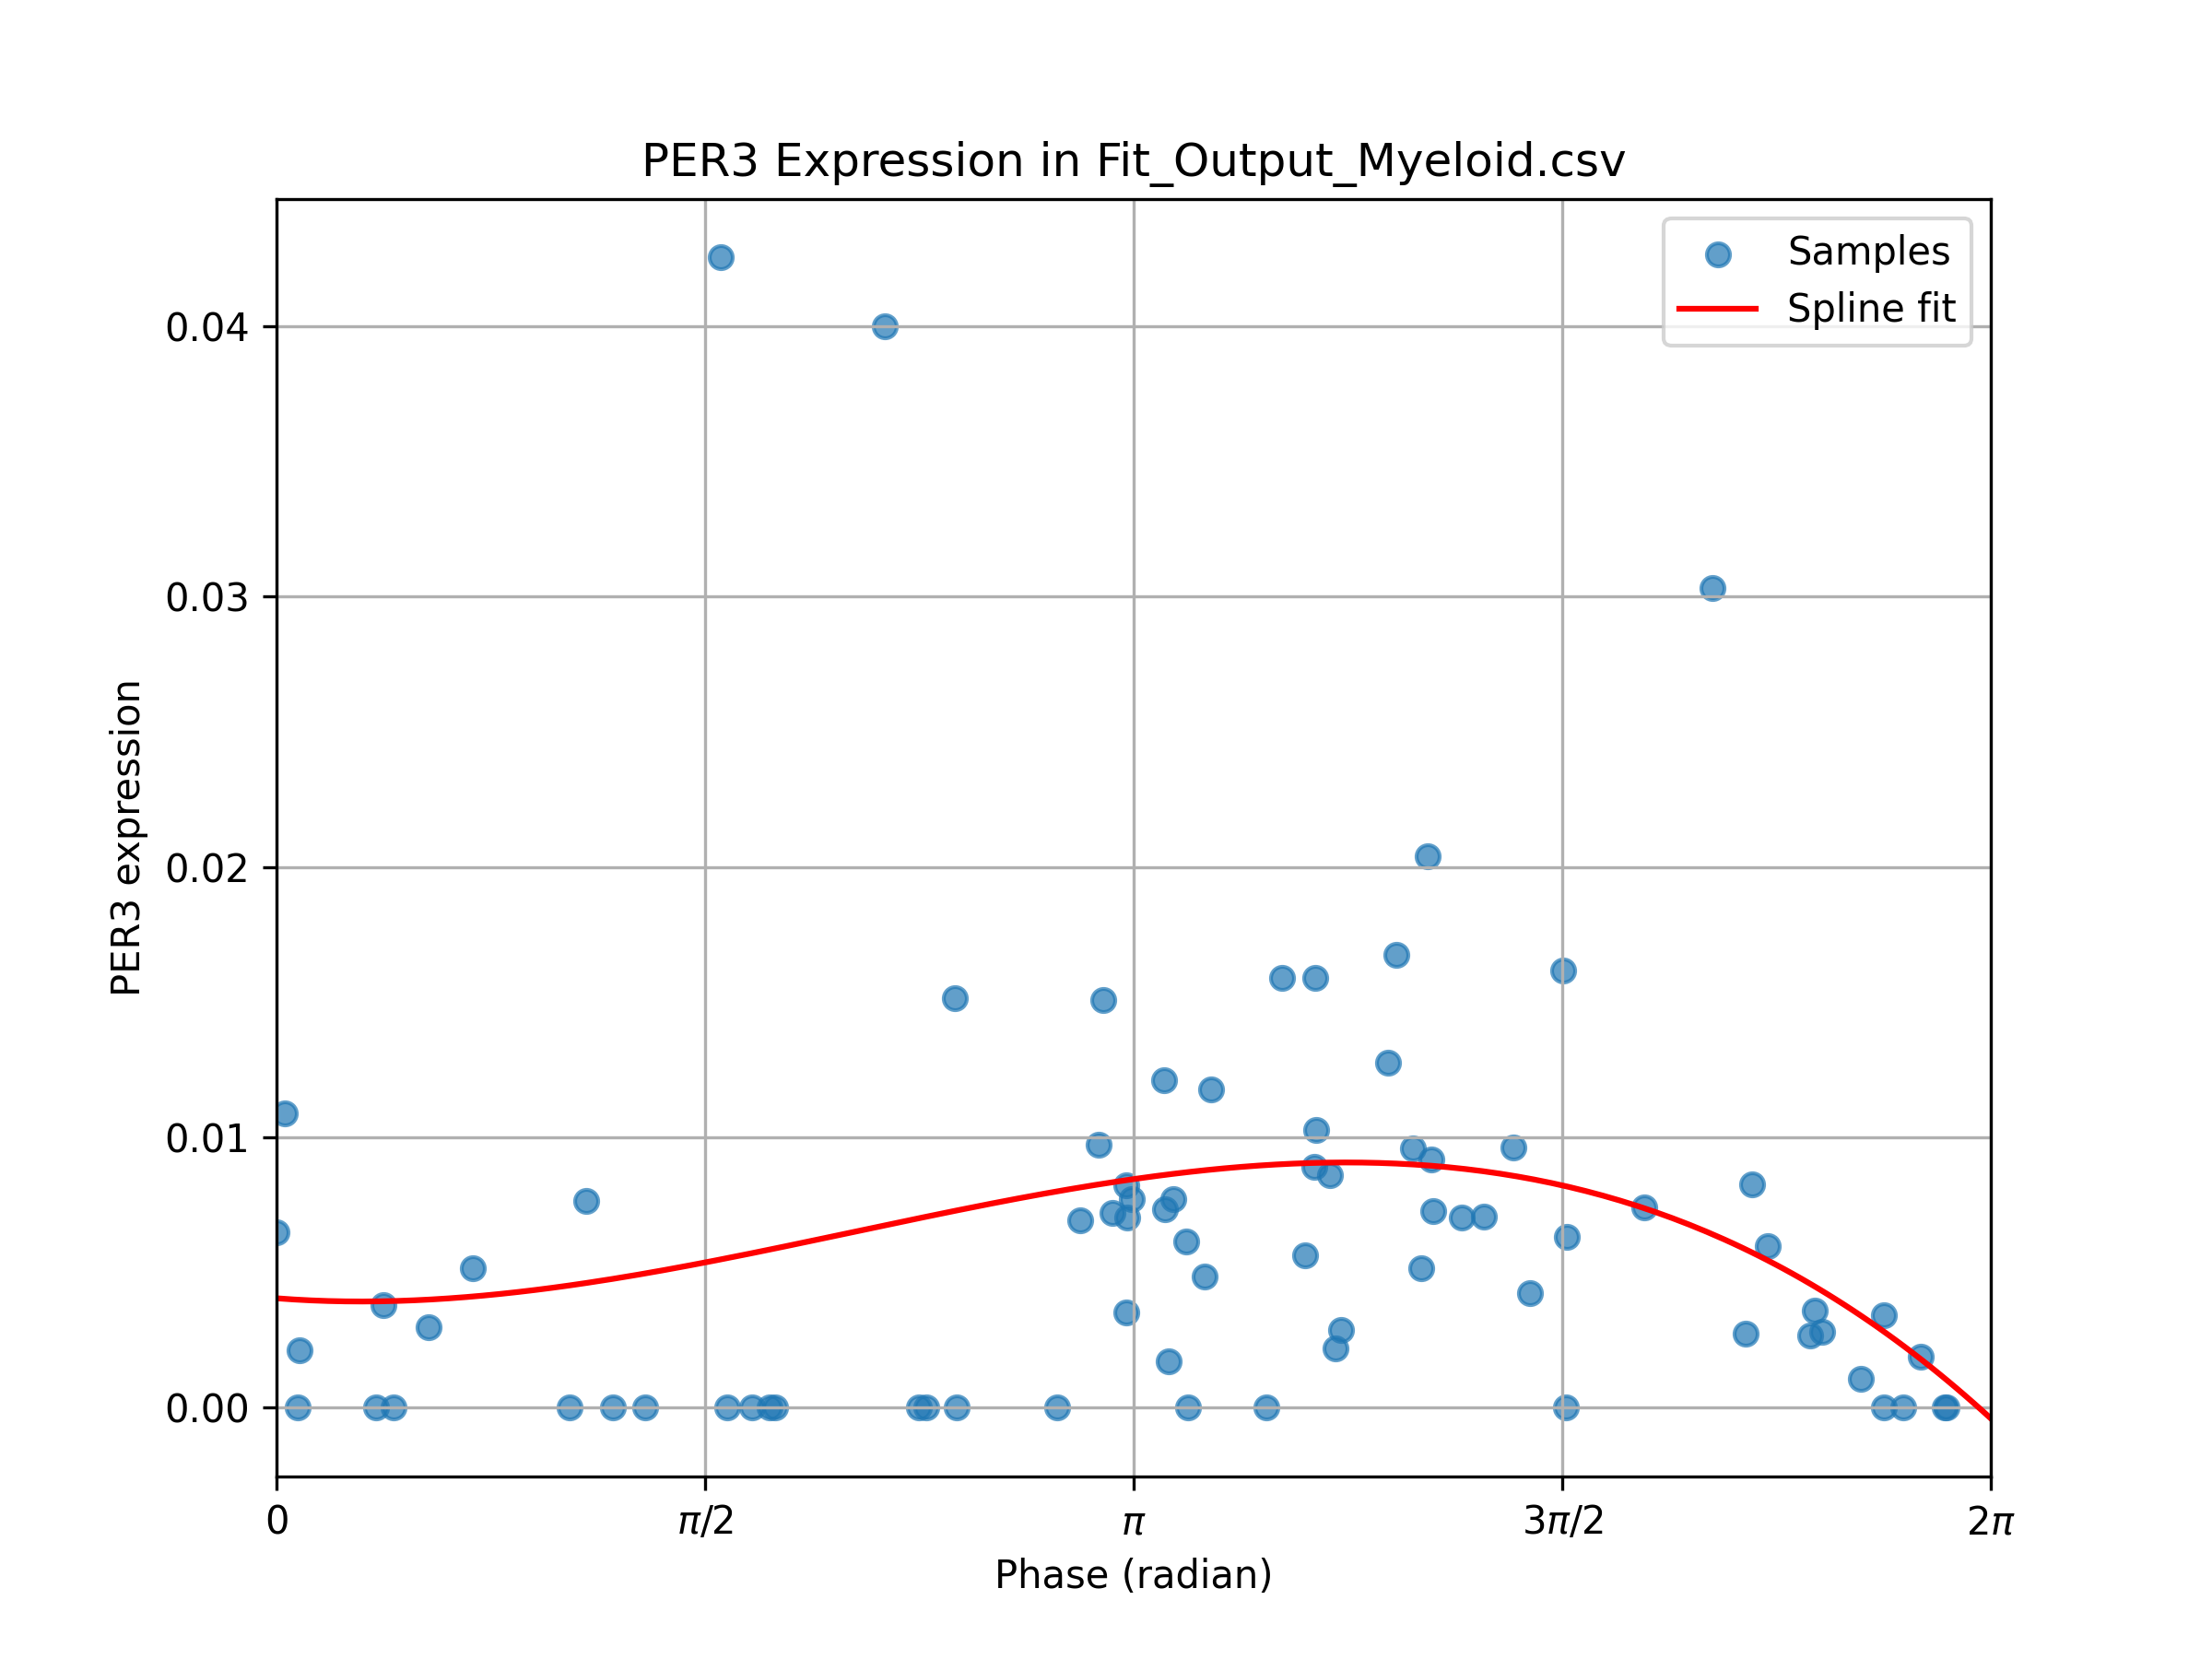 PER3 Expression in Fit_Output_Myeloid.csv
Samples
Spline fit
PER3 expression
0.04
0.03
0.02
0.01
0.00
0
π/2
π
3π/2
2π
Phase (radian)